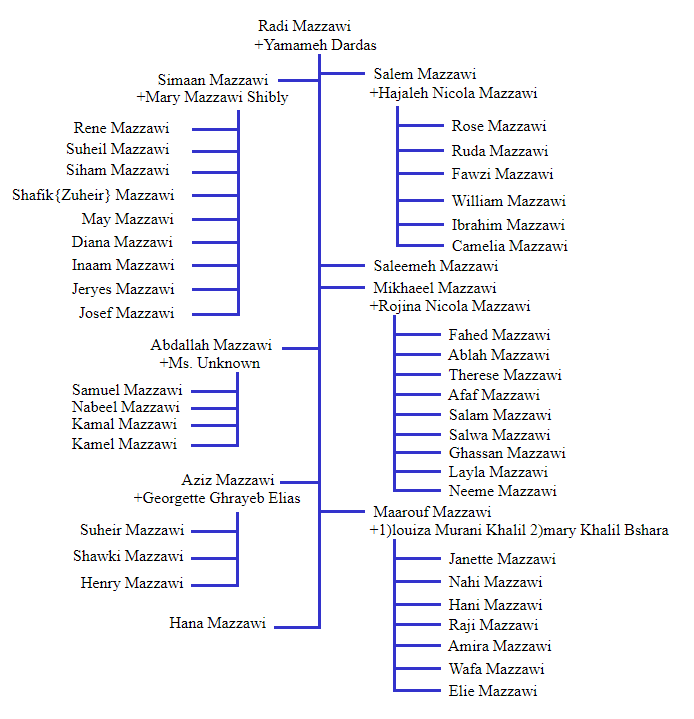 Radi Mazzawi
+Yamameh Dardas
Simaan Mazzawi
+Mary Mazzawi Shibly
Rene Mazzawi
Suheil Mazzawi
Siham Mazzawi
Shafik{Zuheir} Mazzawi
May Mazzawi
Diana Mazzawi
Inaam Mazzawi
Jeryes Mazzawi
Josef Mazzawi
Abdallah Mazzawi
+Ms. Unknown
Samuel Mazzawi
Nabeel Mazzawi
Kamal Mazzawi
Kamel Mazzawi
Aziz Mazzawi
+Georgette Ghrayeb Elias
Suheir Mazzawi
Shawki Mazzawi
Henry Mazzawi
Hana Mazzawi
Salem Mazzawi
+Hajaleh Nicola Mazzawi
Rose Mazzawi
Ruda Mazzawi
Fawzi Mazzawi
William Mazzawi
Ibrahim Mazzawi
Camelia Mazzawi
Saleemeh Mazzawi
Mikhaeel Mazzawi
+Rojina Nicola Mazzawi
Fahed Mazzawi
Ablah Mazzawi
Therese Mazzawi
Afaf Mazzawi
Salam Mazzawi
Salwa Mazzawi
Ghassan Mazzawi
Layla Mazzawi
Neeme Mazzawi
Maarouf Mazzawi
+1)louiza Murani Khalil 2)mary Khalil Bshara
Janette Mazzawi
Nahi Mazzawi
Hani Mazzawi
Raji Mazzawi
Amira Mazzawi
Wafa Mazzawi
Elie Mazzawi